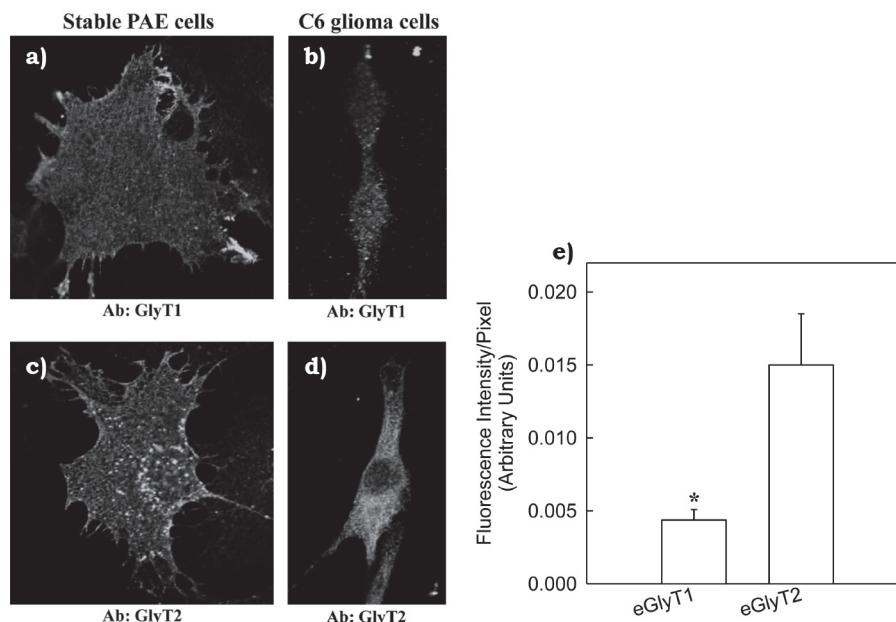 Stable PAE cells
C6 glioma cells
a)
b)
Ab: GlyT1
Ab: GlyT1
c)
d)
Ab: GlyT2
Ab: GlyT2
e)
Fluorescence Intensity/Pixel
(Arbitrary Units)
0.020
0.015
0.010
0.005
0.000
*
eGlyT1
eGlyT2